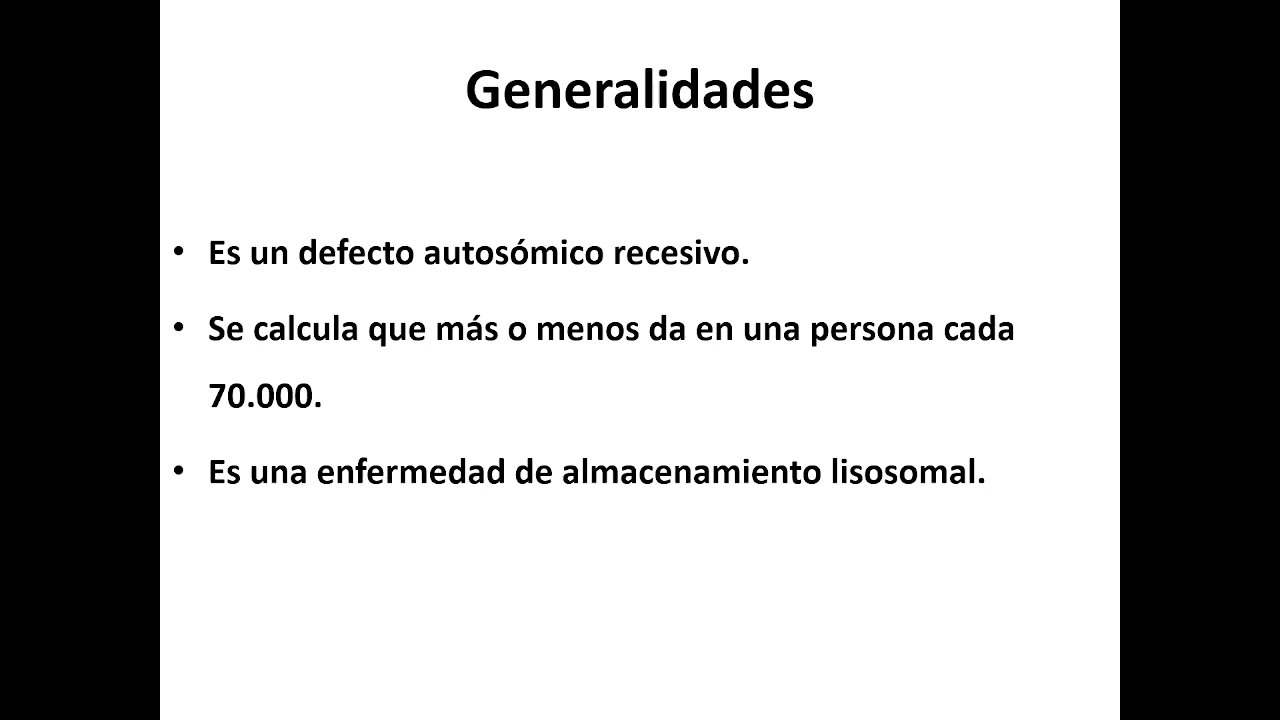 Generalidades
• Es un defecto autosómico recesivo.
• Se calcula que más o menos da en una persona cada
70.000.
• Es una enfermedad de almacenamiento lisosomal.